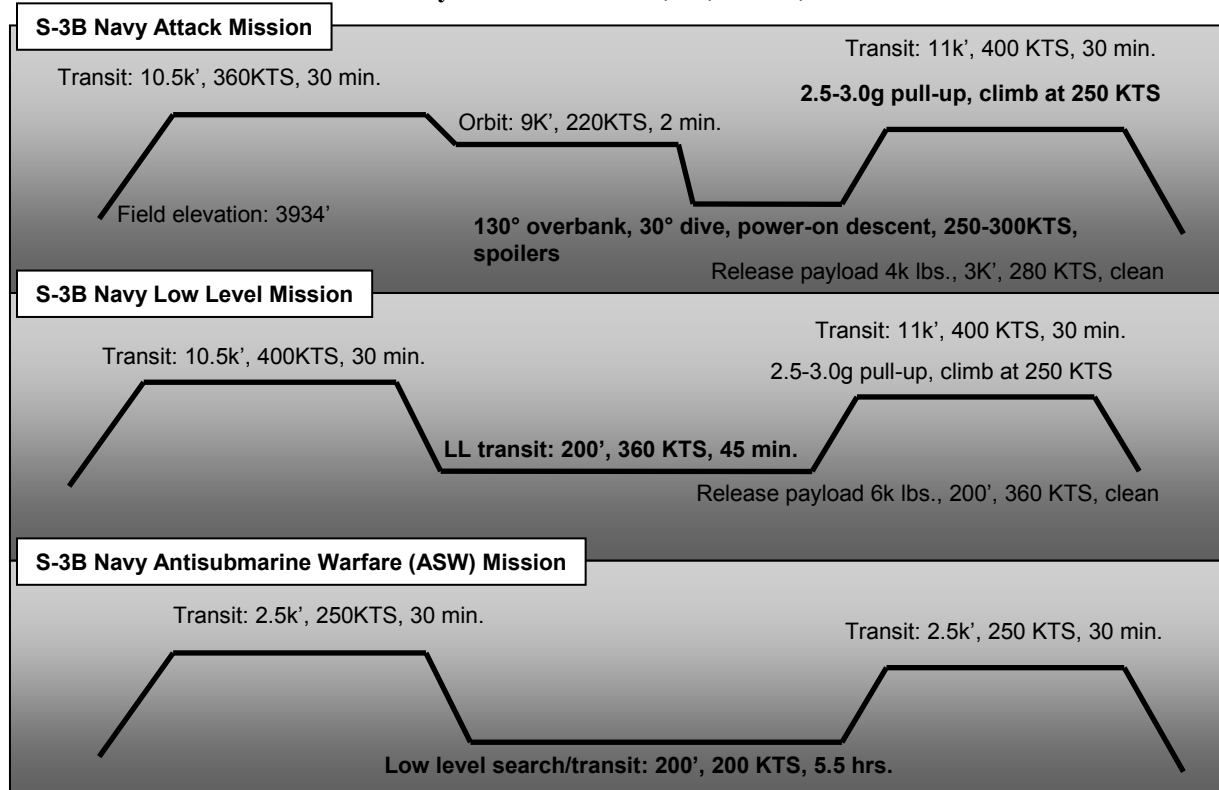 S-3B Navy Attack Mission
Transit: 11k’, 400 KTS, 30 min.
Transit: 10.5k’, 360KTS, 30 min.
2.5-3.0g pull-up, climb at 250 KTS
Orbit: 9K’, 220KTS, 2 min.
Field elevation: 3934’
130° overbank, 30° dive, power-on descent, 250-300KTS,
spoilers
Release payload 4k lbs., 3K’, 280 KTS, clean
S-3B Navy Low Level Mission
Transit: 11k’, 400 KTS, 30 min.
Transit: 10.5k’, 400KTS, 30 min.
2.5-3.0g pull-up, climb at 250 KTS
LL transit: 200’, 360 KTS, 45 min.
Release payload 6k lbs., 200’, 360 KTS, clean
S-3B Navy Antisubmarine Warfare (ASW) Mission
Transit: 2.5k’, 250KTS, 30 min.
Transit: 2.5k’, 250 KTS, 30 min.
Low level search/transit: 200’, 200 KTS, 5.5 hrs.